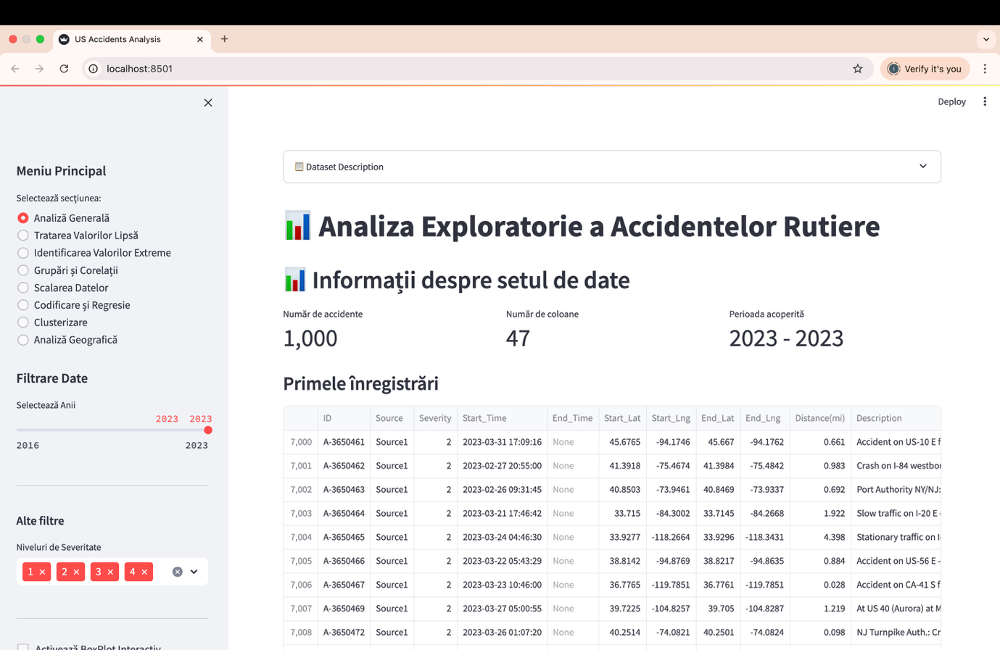 US Accidents Analysis
localhost:8501
Verify it's you
Deploy
Meniu Principal
Selectează secțiunea:
Analiză Generală
Tratarea Valorilor Lipsă
Identificarea Valorilor Extreme
Grupări și Corelații
Scalarea Datelor
Codificare și Regresie
Clusterizare
Analiză Geografică
Filtrare Date
Selectează Anii
2023 2023
2016 2023
Alte filtre
Niveluri de Severitate
1 2 3 4
Activează BoxPlot Interactiv
Dataset Description
Analiza Exploratorie a Accidentelor Rutiere
Informații despre setul de date
Număr de accidente Număr de coloane Perioada acoperită
1,000 47 2023 - 2023
Primele înregistrări
ID Source Severity Start_Time End_Time Start_Lat Start_Lng End_Lat End_Lng Distance(mi) Description
7,000 A-3650461 Source1 2 2023-03-31 17:09:16 None 45.6765 -94.1746 45.667 -94.1762 0.661 Accident on US-10 E f
7,001 A-3650462 Source1 2 2023-02-27 20:55:00 None 41.3918 -75.4674 41.3984 -75.4842 0.983 Crash on I-84 westbou
7,002 A-3650463 Source1 2 2023-02-26 09:31:45 None 40.8503 -73.9461 40.8469 -73.9337 0.692 Port Authority NY/NJ:
7,003 A-3650464 Source1 2 2023-03-21 17:46:42 None 33.715 -84.3002 33.7145 -84.2668 1.922 Slow traffic on I-20 E -
7,004 A-3650465 Source1 2 2023-03-24 04:46:30 None 33.9277 -118.2664 33.9296 -118.3431 4.398 Stationary traffic on I-
7,005 A-3650466 Source1 2 2023-03-22 05:43:29 None 38.8142 -94.8769 38.8217 -94.8635 0.884 Accident on US-56 E -
7,006 A-3650467 Source1 2 2023-03-23 10:46:00 None 36.7765 -119.7851 36.7761 -119.7851 0.028 Accident on CA-41 S f
7,007 A-3650469 Source1 2 2023-03-27 05:00:55 None 39.7225 -104.8257 39.705 -104.8287 1.219 At US 40 (Aurora) at M
7,008 A-3650472 Source1 2 2023-03-26 01:07:20 None 40.2514 -74.0821 40.2501 -74.0824 0.098 NJ Turnpike Auth.: Cr